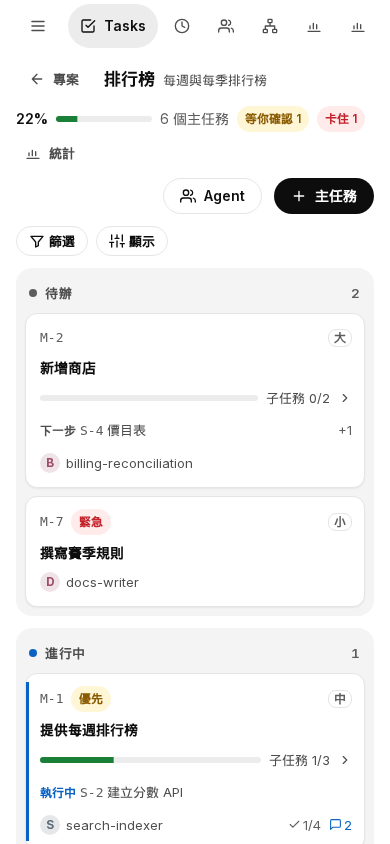 Tasks
專案 排行榜 每週與每季排行榜
22% 6 個主任務 等你確認 1 卡住 1
統計
Agent 主任務
篩選 顯示
待辦 2
M-2 大
新增商店
子任務 0/2
下一步 S-4 價目表 +1
B billing-reconciliation
M-7 緊急 小
撰寫賽季規則
D docs-writer
進行中 1
M-1 優先 中
提供每週排行榜
子任務 1/3
執行中 S-2 建立分數 API
S search-indexer 1/4 2